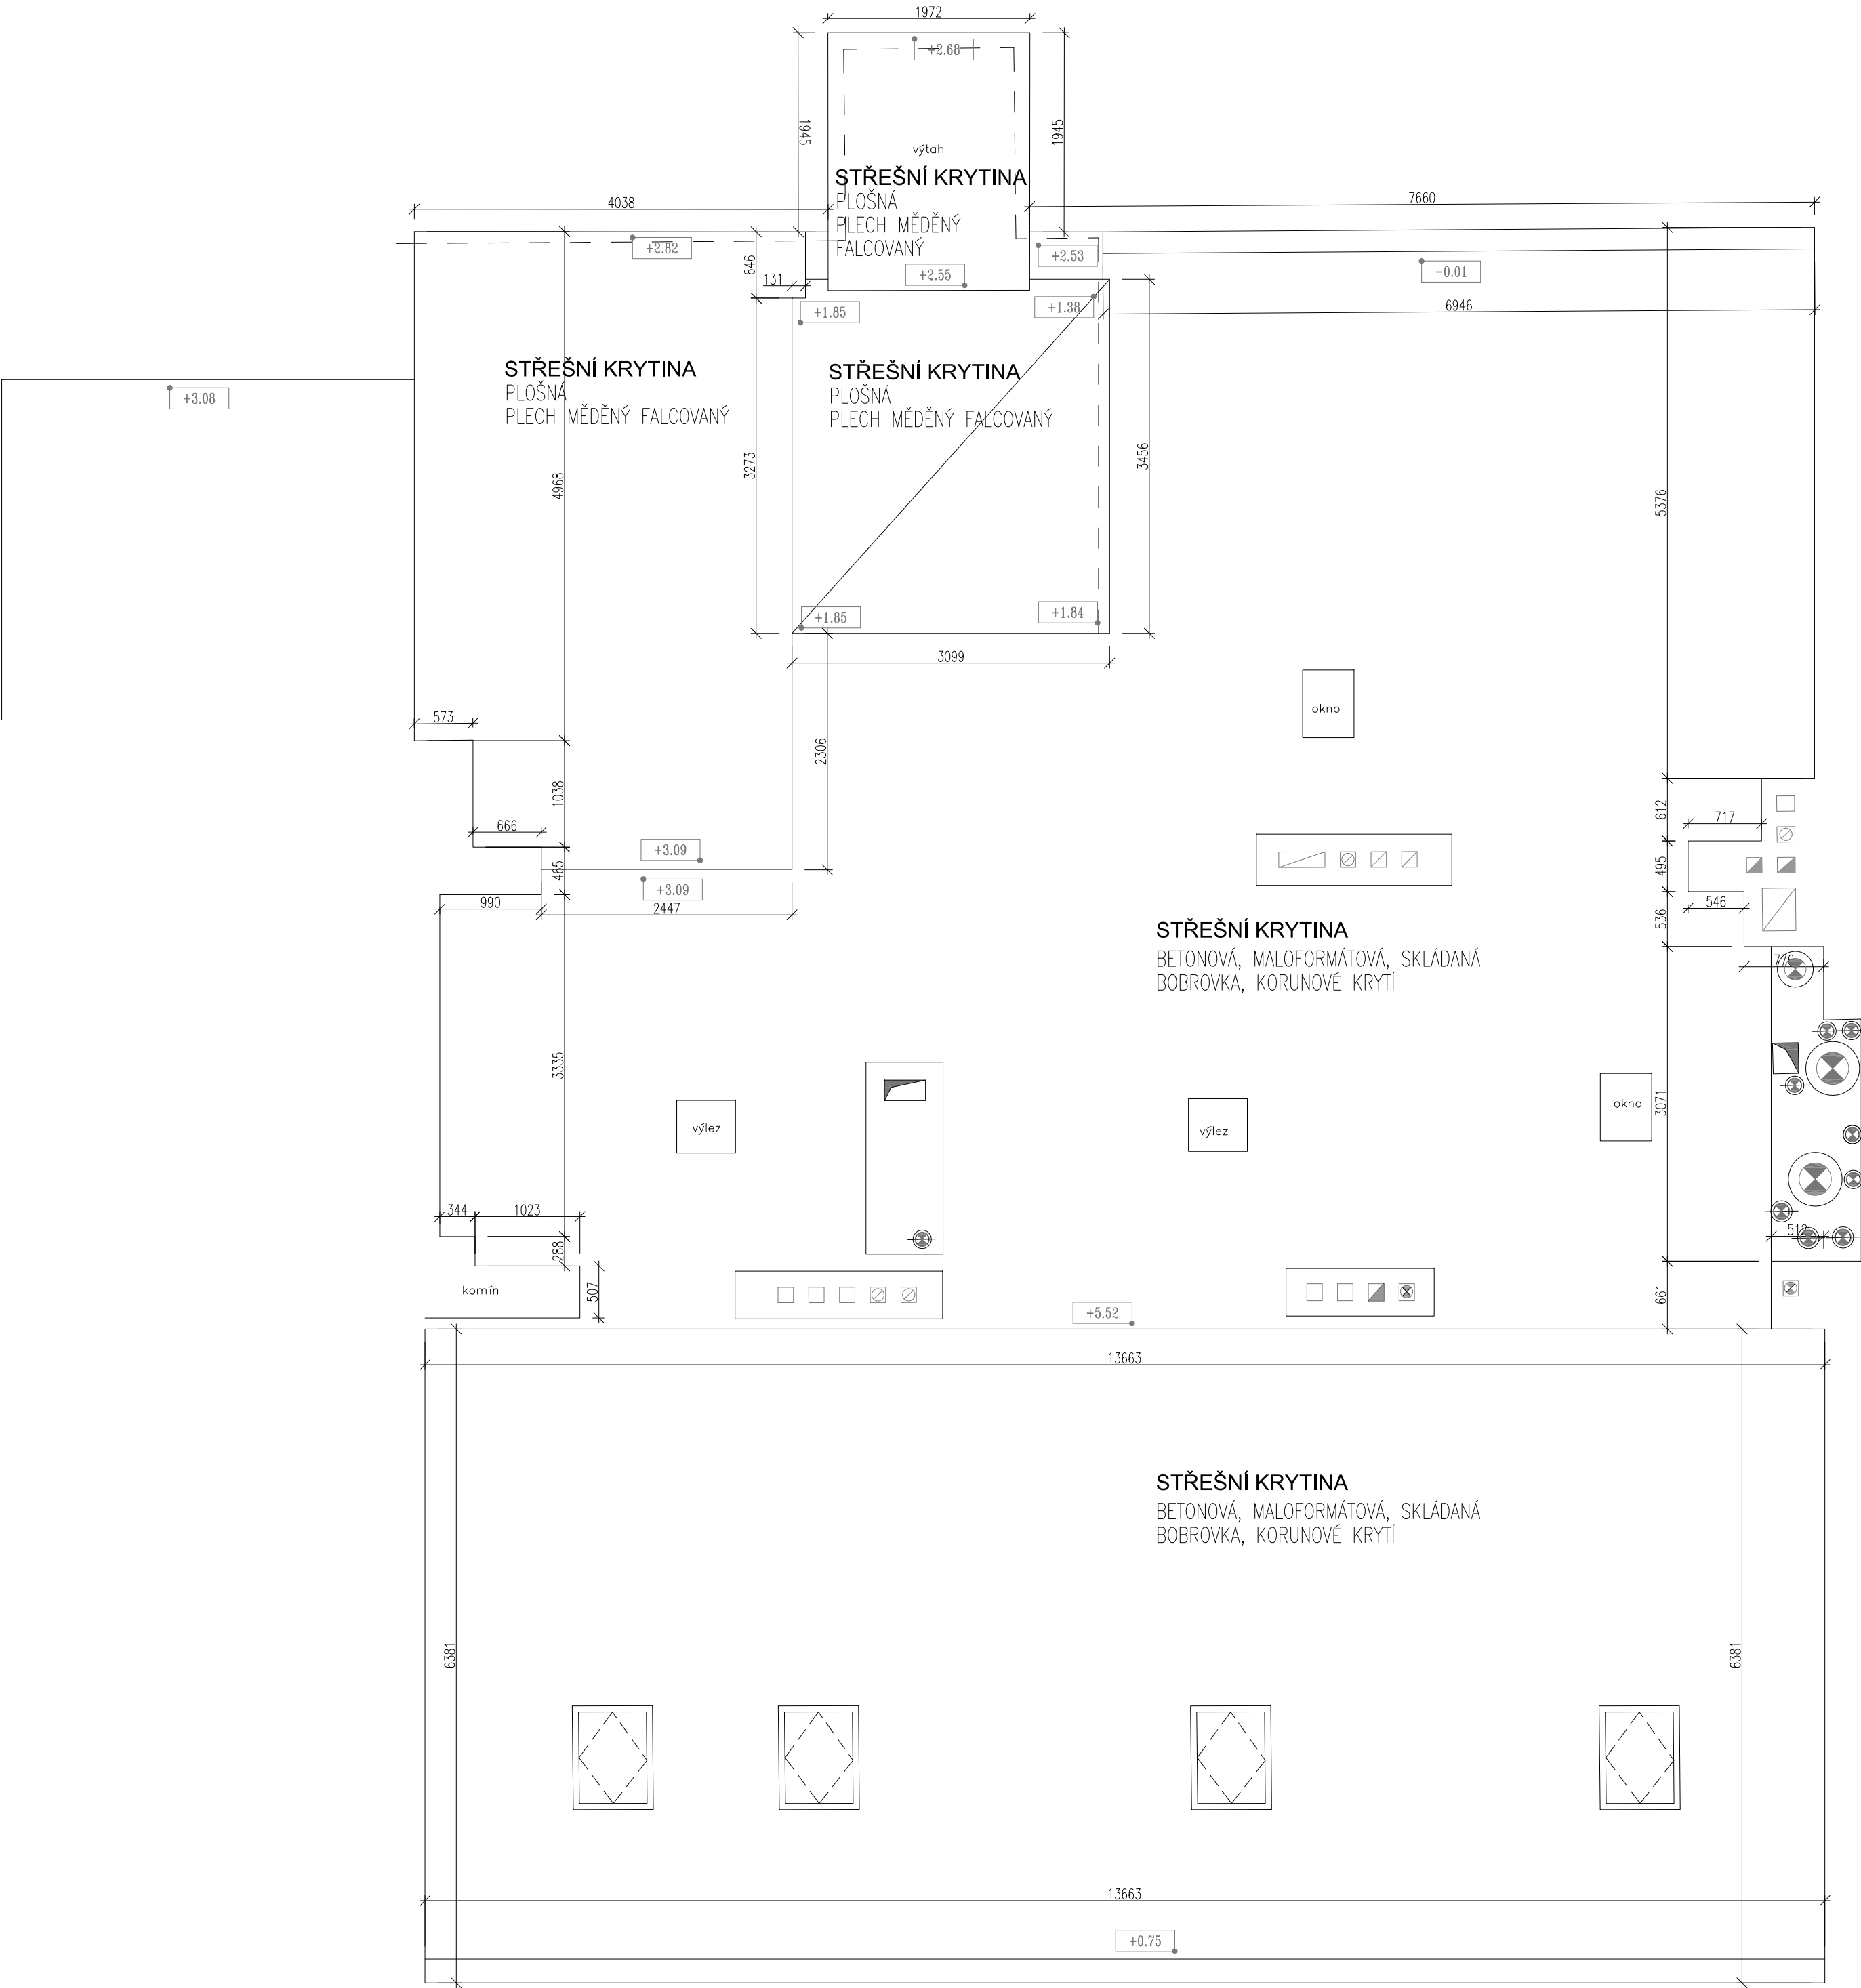 1972
+2.68
1945
1945
výtah
STŘEŠNÍ KRYTINA
PLOŠNÁ
PLECH MĚDĚNÝ
FALCOVANÝ
4038
7660
+2.82
646
+2.53
+2.55
-0.01
131
+1.85
+1.38
6946
STŘEŠNÍ KRYTINA
PLOŠNÁ
PLECH MĚDĚNÝ FALCOVANÝ
STŘEŠNÍ KRYTINA
PLOŠNÁ
PLECH MĚDĚNÝ FALCOVANÝ
+3.08
3273
3456
4968
5376
+1.85
+1.84
3099
573
okno
2306
1038
612
717
666
+3.09
465
495
+3.09
990
2447
546
536
STŘEŠNÍ KRYTINA
BETONOVÁ, MALOFORMÁTOVÁ, SKLÁDANÁ
BOBROVKA, KORUNOVÉ KRYTÍ
776
3335
3071
okno
výlez
výlez
344
1023
512
288
komín
507
661
+5.52
13663
STŘEŠNÍ KRYTINA
BETONOVÁ, MALOFORMÁTOVÁ, SKLÁDANÁ
BOBROVKA, KORUNOVÉ KRYTÍ
6381
6381
13663
+0.75